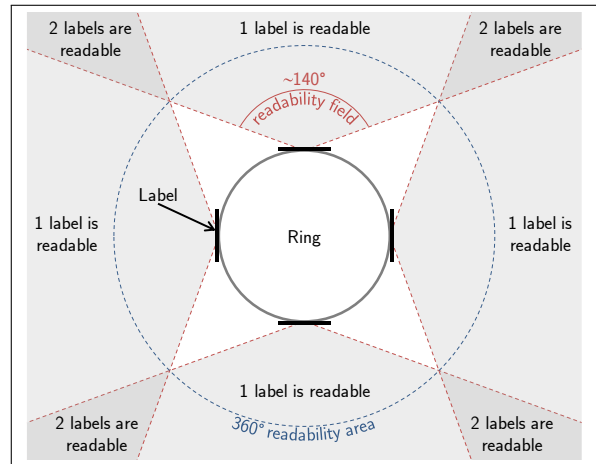 2 labels are
readable
1 label is readable
2 labels are
readable
~140°
readability field
Label
1 label is
readable
Ring
1 label is
readable
1 label is readable
360° readability area
2 labels are
readable
2 labels are
readable